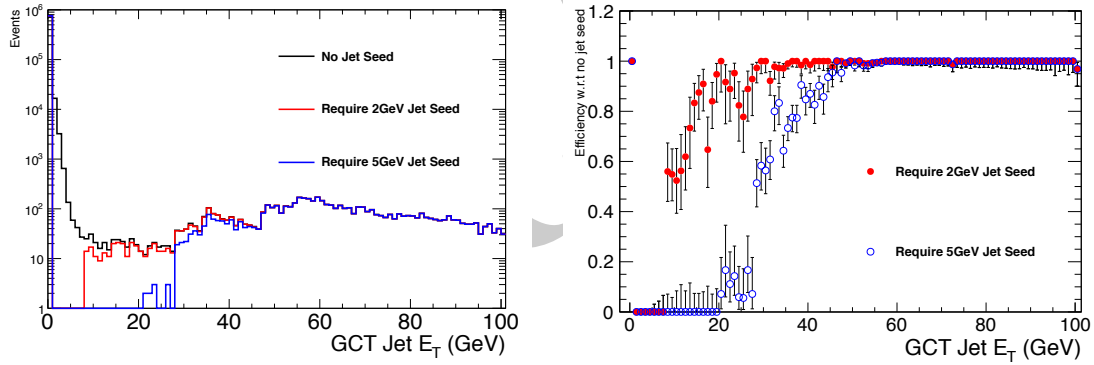 Events
10^6
10^5
10^4
10^3
10^2
10
1
No Jet Seed
Require 2GeV Jet Seed
Require 5GeV Jet Seed
0 20 40 60 80 100
GCT Jet E_T (GeV)
Efficiency w.r.t no jet seed
1.2
1
0.8
0.6
0.4
0.2
0
Require 2GeV Jet Seed
Require 5GeV Jet Seed
0 20 40 60 80 100
GCT Jet E_T (GeV)